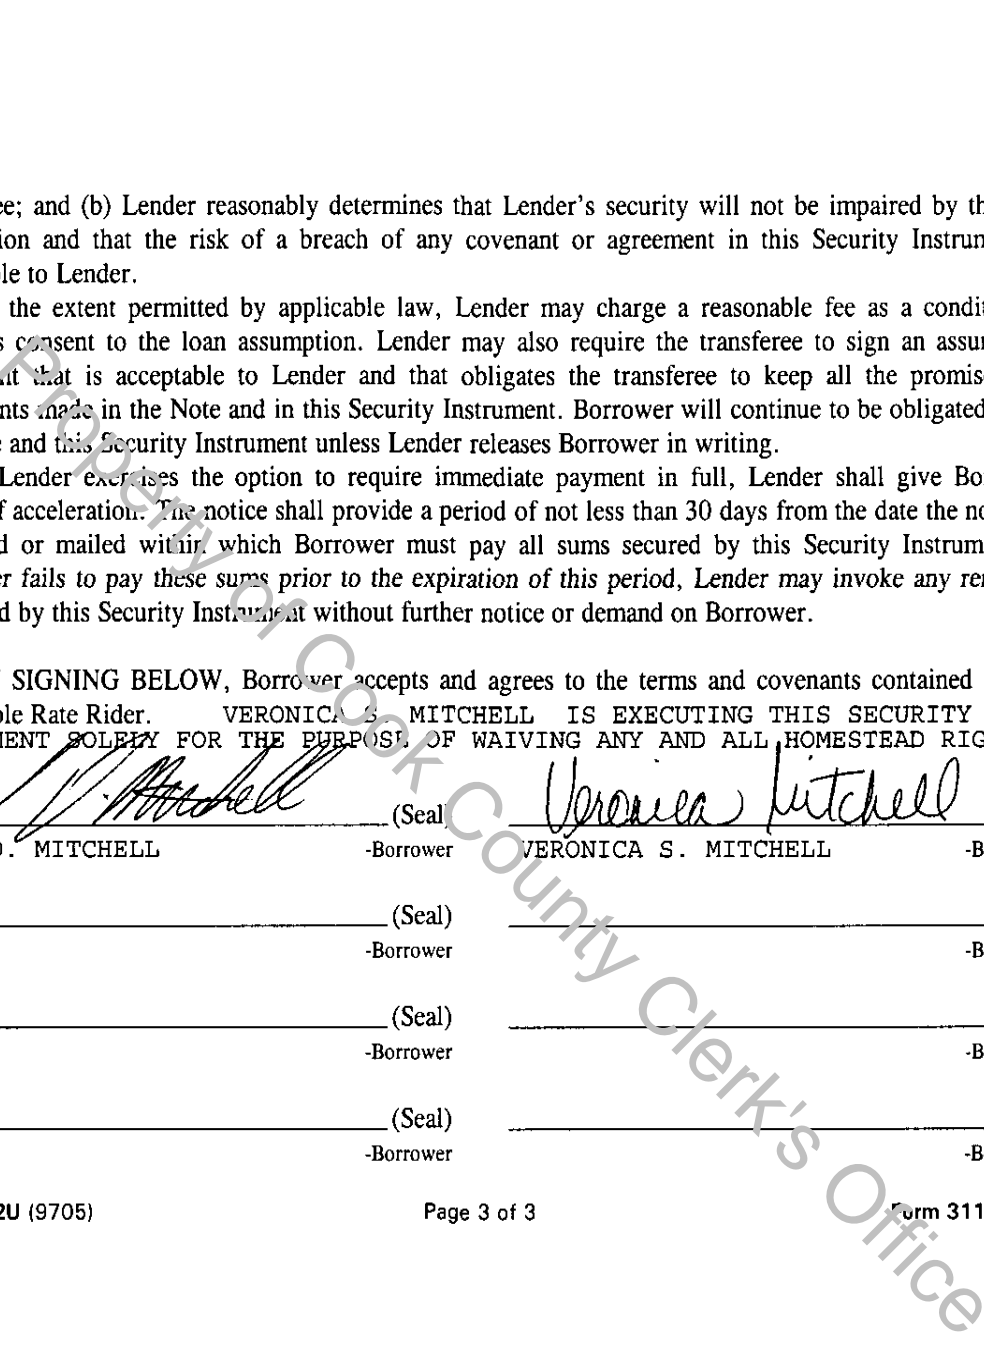 ee; and (b) Lender reasonably determines that Lender's security will not be impaired by th
ion and that the risk of a breach of any covenant or agreement in this Security Instrum
le to Lender.
the extent permitted by applicable law, Lender may charge a reasonable fee as a condit
s consent to the loan assumption. Lender may also require the transferee to sign an assum
nt that is acceptable to Lender and that obligates the transferee to keep all the promis
nts made in the Note and in this Security Instrument. Borrower will continue to be obligated
e and this Security Instrument unless Lender releases Borrower in writing.
Lender exercises the option to require immediate payment in full, Lender shall give Bo
f acceleration. The notice shall provide a period of not less than 30 days from the date the no
d or mailed within which Borrower must pay all sums secured by this Security Instrum
er fails to pay these sums prior to the expiration of this period, Lender may invoke any re
d by this Security Instrument without further notice or demand on Borrower.
SIGNING BELOW, Borrower accepts and agrees to the terms and covenants contained
ble Rate Rider. VERONICA S. MITCHELL IS EXECUTING THIS SECURITY
MENT SOLELY FOR THE PURPOSE OF WAIVING ANY AND ALL HOMESTEAD RIG
D. Mitchell (Seal) Veronica Mitchell
D. MITCHELL -Borrower VERONICA S. MITCHELL -B
(Seal)
-Borrower -B
(Seal)
-Borrower -B
(Seal)
-Borrower -B
2U (9705) Page 3 of 3 Form 311
Property of Cook County Clerk's Office